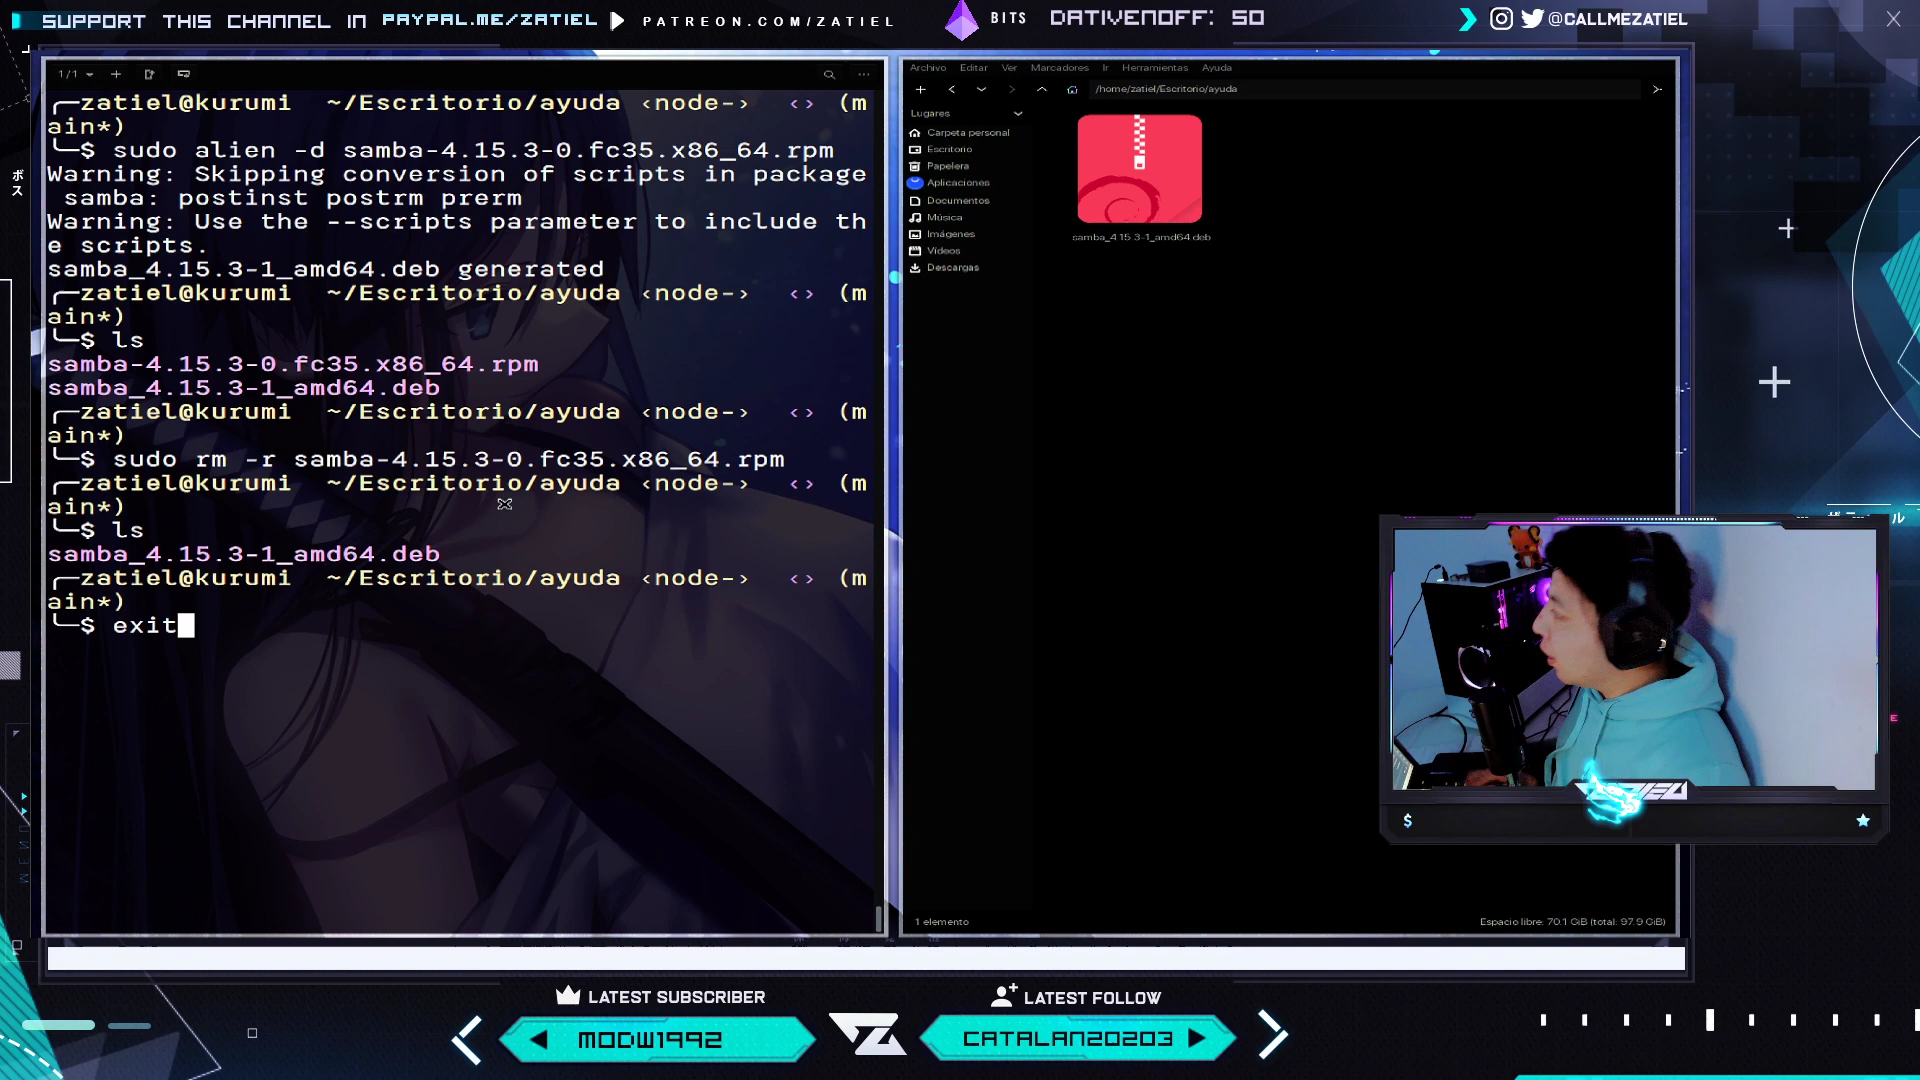 SUPPORT THIS CHANNEL IN PAYPAL.ME/ZATIEL PATREON.COM/ZATIEL BITS DATIVENOFF: 50 @CALLMEZATIEL
1/1
╭─zatiel@kurumi ~/Escritorio/ayuda ‹node-› ‹› (m
ain*)
╰─$ sudo alien -d samba-4.15.3-0.fc35.x86_64.rpm
Warning: Skipping conversion of scripts in package
samba: postinst postrm prerm
Warning: Use the --scripts parameter to include th
e scripts.
samba_4.15.3-1_amd64.deb generated
╭─zatiel@kurumi ~/Escritorio/ayuda ‹node-› ‹› (m
ain*)
╰─$ ls
samba-4.15.3-0.fc35.x86_64.rpm
samba_4.15.3-1_amd64.deb
╭─zatiel@kurumi ~/Escritorio/ayuda ‹node-› ‹› (m
ain*)
╰─$ sudo rm -r samba-4.15.3-0.fc35.x86_64.rpm
╭─zatiel@kurumi ~/Escritorio/ayuda ‹node-› ‹› (m
ain*)
╰─$ ls
samba_4.15.3-1_amd64.deb
╭─zatiel@kurumi ~/Escritorio/ayuda ‹node-› ‹› (m
ain*)
╰─$ exit
Archivo Editar Ver Marcadores Ir Herramientas Ayuda
/home/zatiel/Escritorio/ayuda
Lugares
Carpeta personal
Escritorio
Papelera
Aplicaciones
Documentos
Música
Imágenes
Vídeos
Descargas
samba_4.15.3-1_amd64.deb
1 elemento
Espacio libre: 70.1 GiB (total: 97.9 GiB)
ボス
$
LATEST SUBSCRIBER
MODW1992
LATEST FOLLOW
CATALAN20203